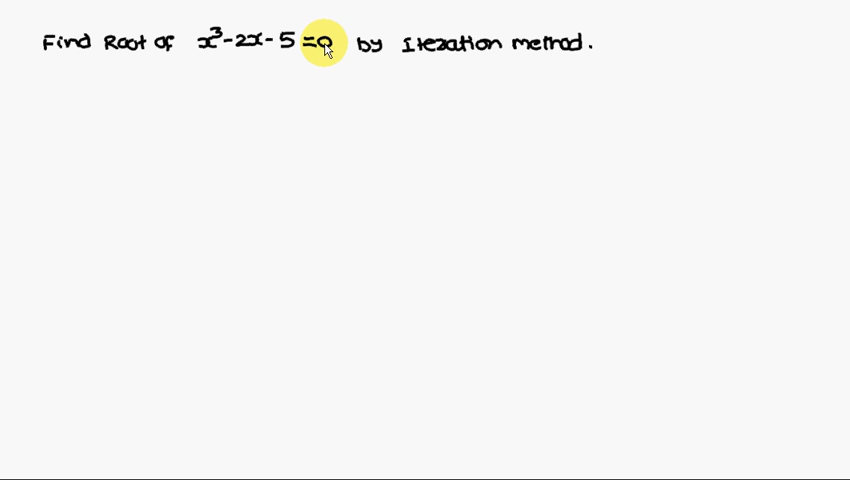 Find Root of x³-2x-5=0 by Iteration method.